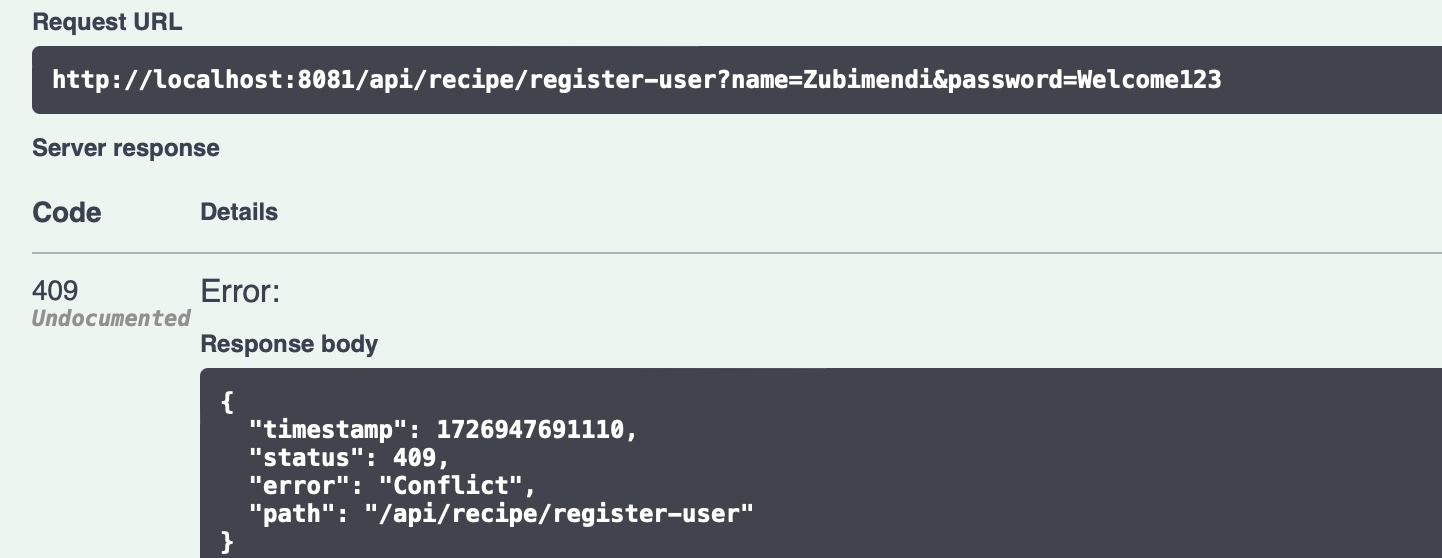 Request URL
http://localhost:8081/api/recipe/register-user?name=Zubimendi&password=Welcome123
Server response
Code Details
409 Error:
Undocumented
Response body
{
  "timestamp": 1726947691110,
  "status": 409,
  "error": "Conflict",
  "path": "/api/recipe/register-user"
}